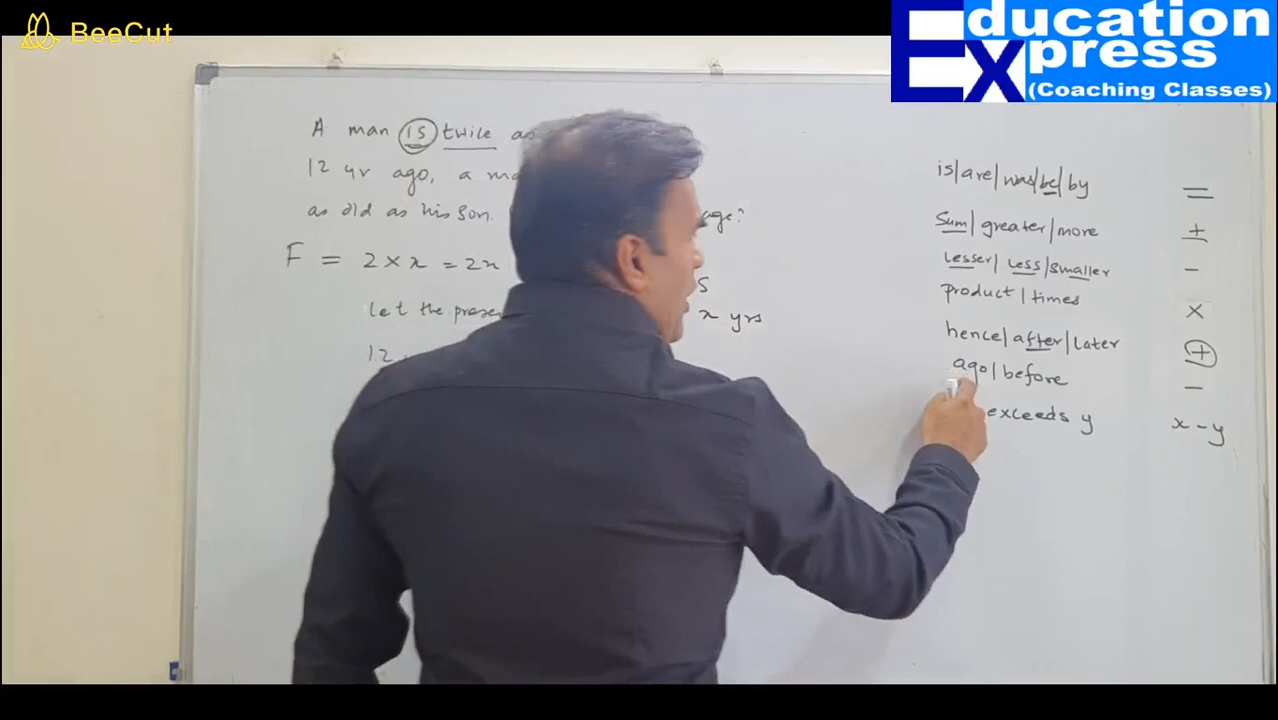 BeeCut
Education
Express
(Coaching Classes)
A man is twice as
12 yr ago, a ma
as old as his son. age?
F = 2 × x = 2x
S
let the presen x yrs
12
is/are/was/be/by =
Sum/greater/more +
Lesser/Less/smaller -
product/times ×
hence/after/Later +
ago/before -
exceeds y x - y